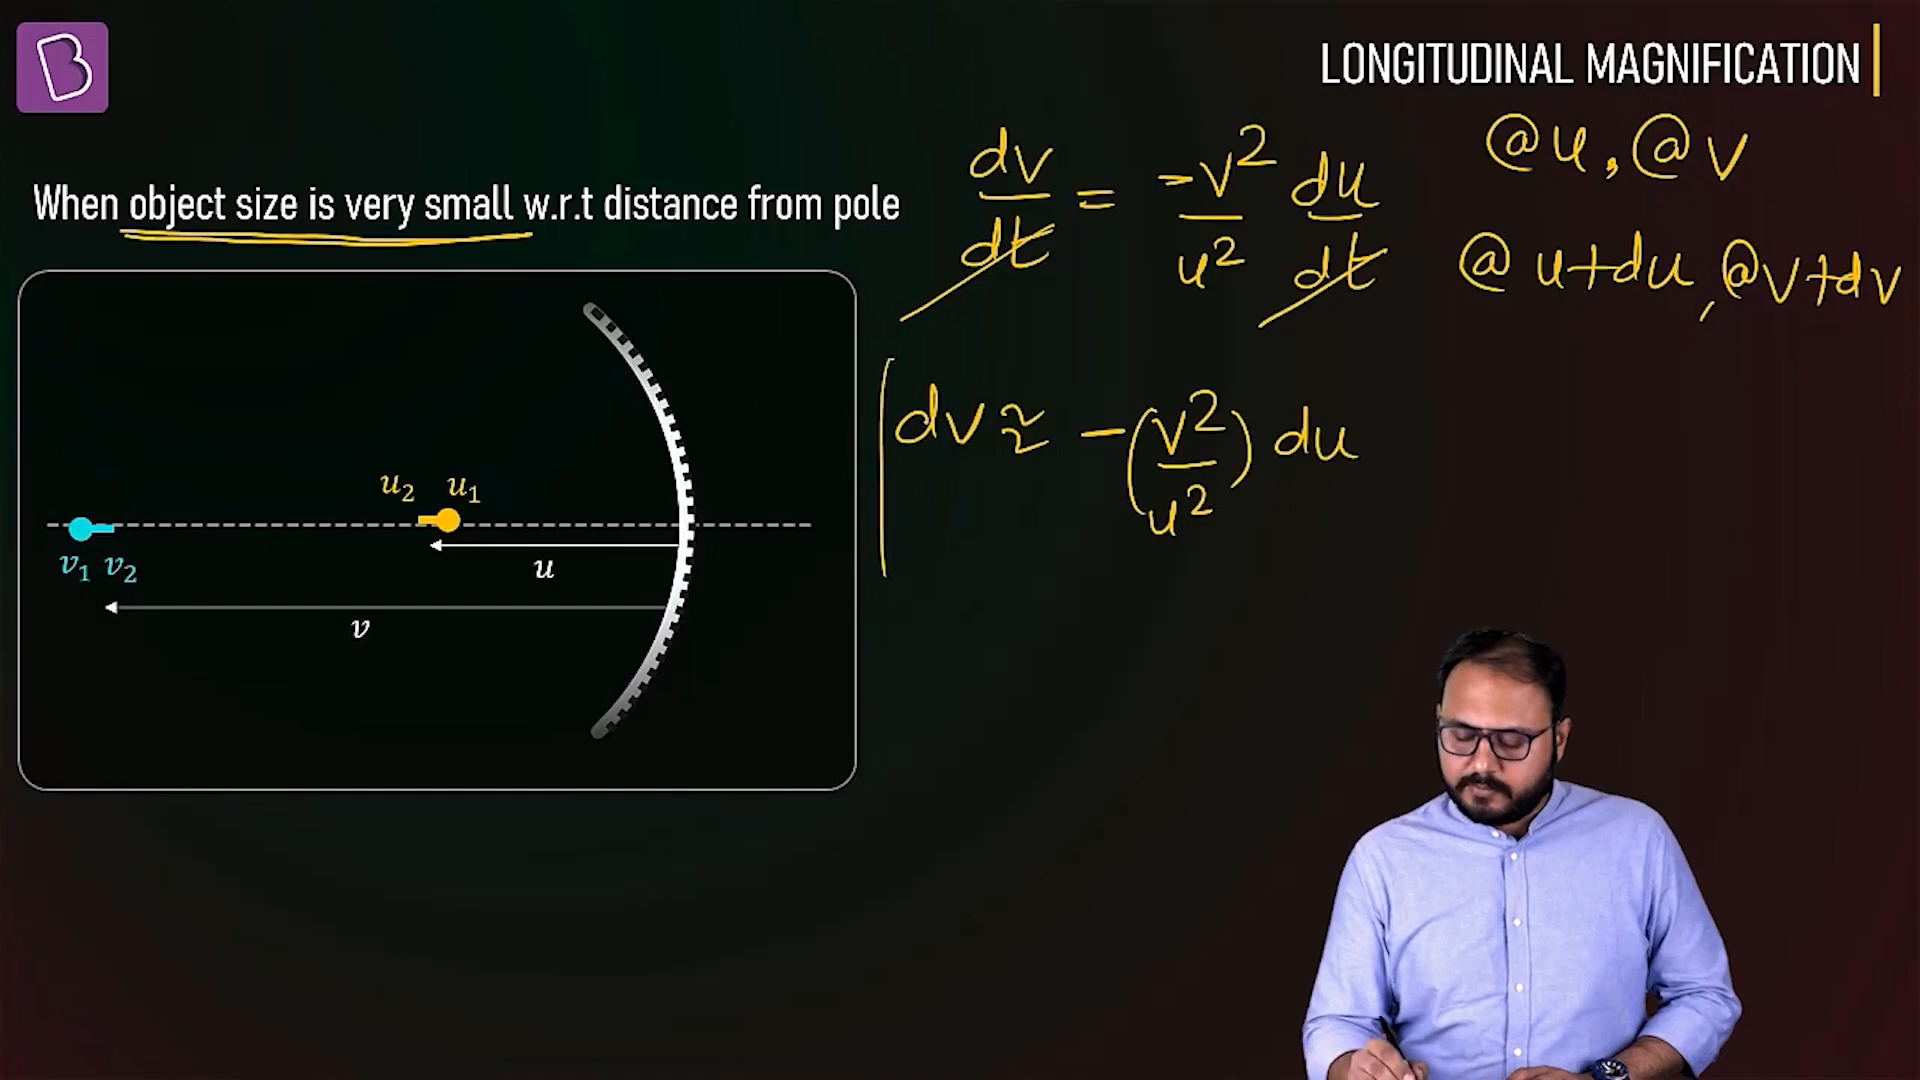 B
LONGITUDINAL MAGNIFICATION
When object size is very small w.r.t distance from pole
dv/dt = -v²/u² du/dt
@ u, @ v
@ u+du, @ v+dv
dv ≈ -(v²/u²) du
u₂ u₁
u
v₁ v₂
v